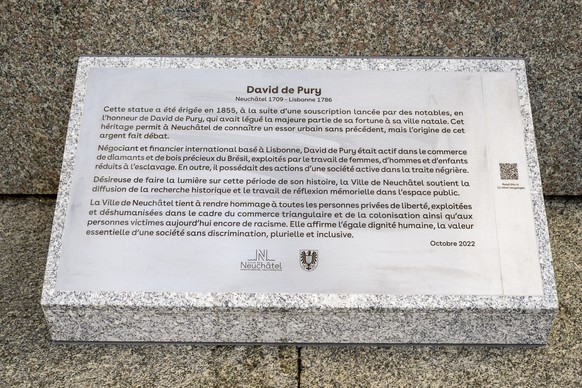 David de Pury
Neuchâtel 1709 - Lisbonne 1786
Cette statue a été érigée en 1855, à la suite d'une souscription lancée par des notables, en
l'honneur de David de Pury, qui avait légué la majeure partie de sa fortune à sa ville natale. Cet
héritage permit à Neuchâtel de connaître un essor urbain sans précédent, mais l'origine de cet
argent fait débat.
Négociant et financier international basé à Lisbonne, David de Pury était actif dans le commerce
de diamants et de bois précieux du Brésil, exploités par le travail de femmes, d'hommes et d'enfants
réduits à l'esclavage. En outre, il possédait des actions d'une société active dans la traite négrière.
Désireuse de faire la lumière sur cette période de son histoire, la Ville de Neuchâtel soutient la
diffusion de la recherche historique et le travail de réflexion mémorielle dans l'espace public.
La Ville de Neuchâtel tient à rendre hommage à toutes les personnes privées de liberté, exploitées
et déshumanisées dans le cadre du commerce triangulaire et de la colonisation ainsi qu'aux
personnes victimes aujourd'hui encore de racisme. Elle affirme l'égale dignité humaine, la valeur
essentielle d'une société sans discrimination, plurielle et inclusive.
Octobre 2022
Neuchâtel